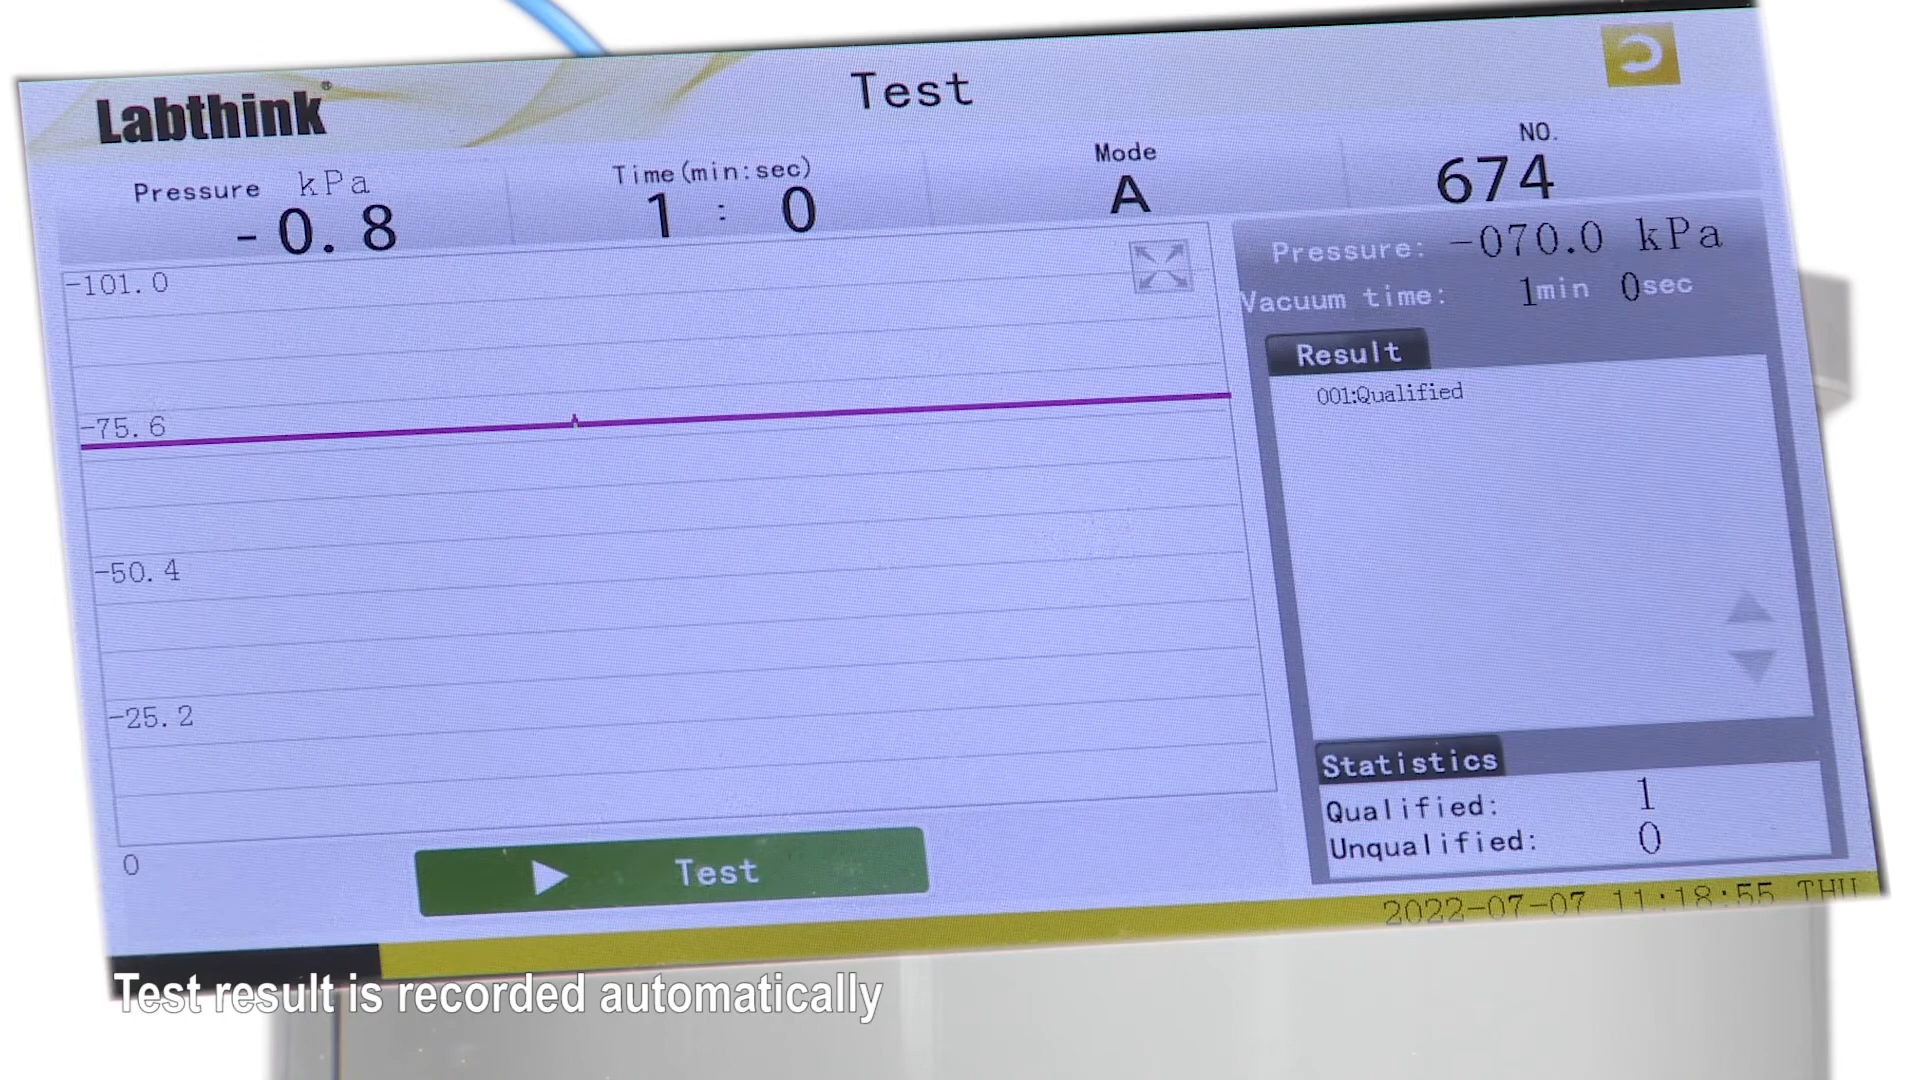 Labthink®
Test
Pressure kPa
-0.8
Time(min:sec)
1 : 0
Mode
A
NO.
674
-101.0
-75.6
-50.4
-25.2
0
Pressure: -070.0 kPa
Vacuum time: 1min 0sec
Result
001:Qualified
Statistics
Qualified: 1
Unqualified: 0
Test
2022-07-07 11:18:55 THU
Test result is recorded automatically